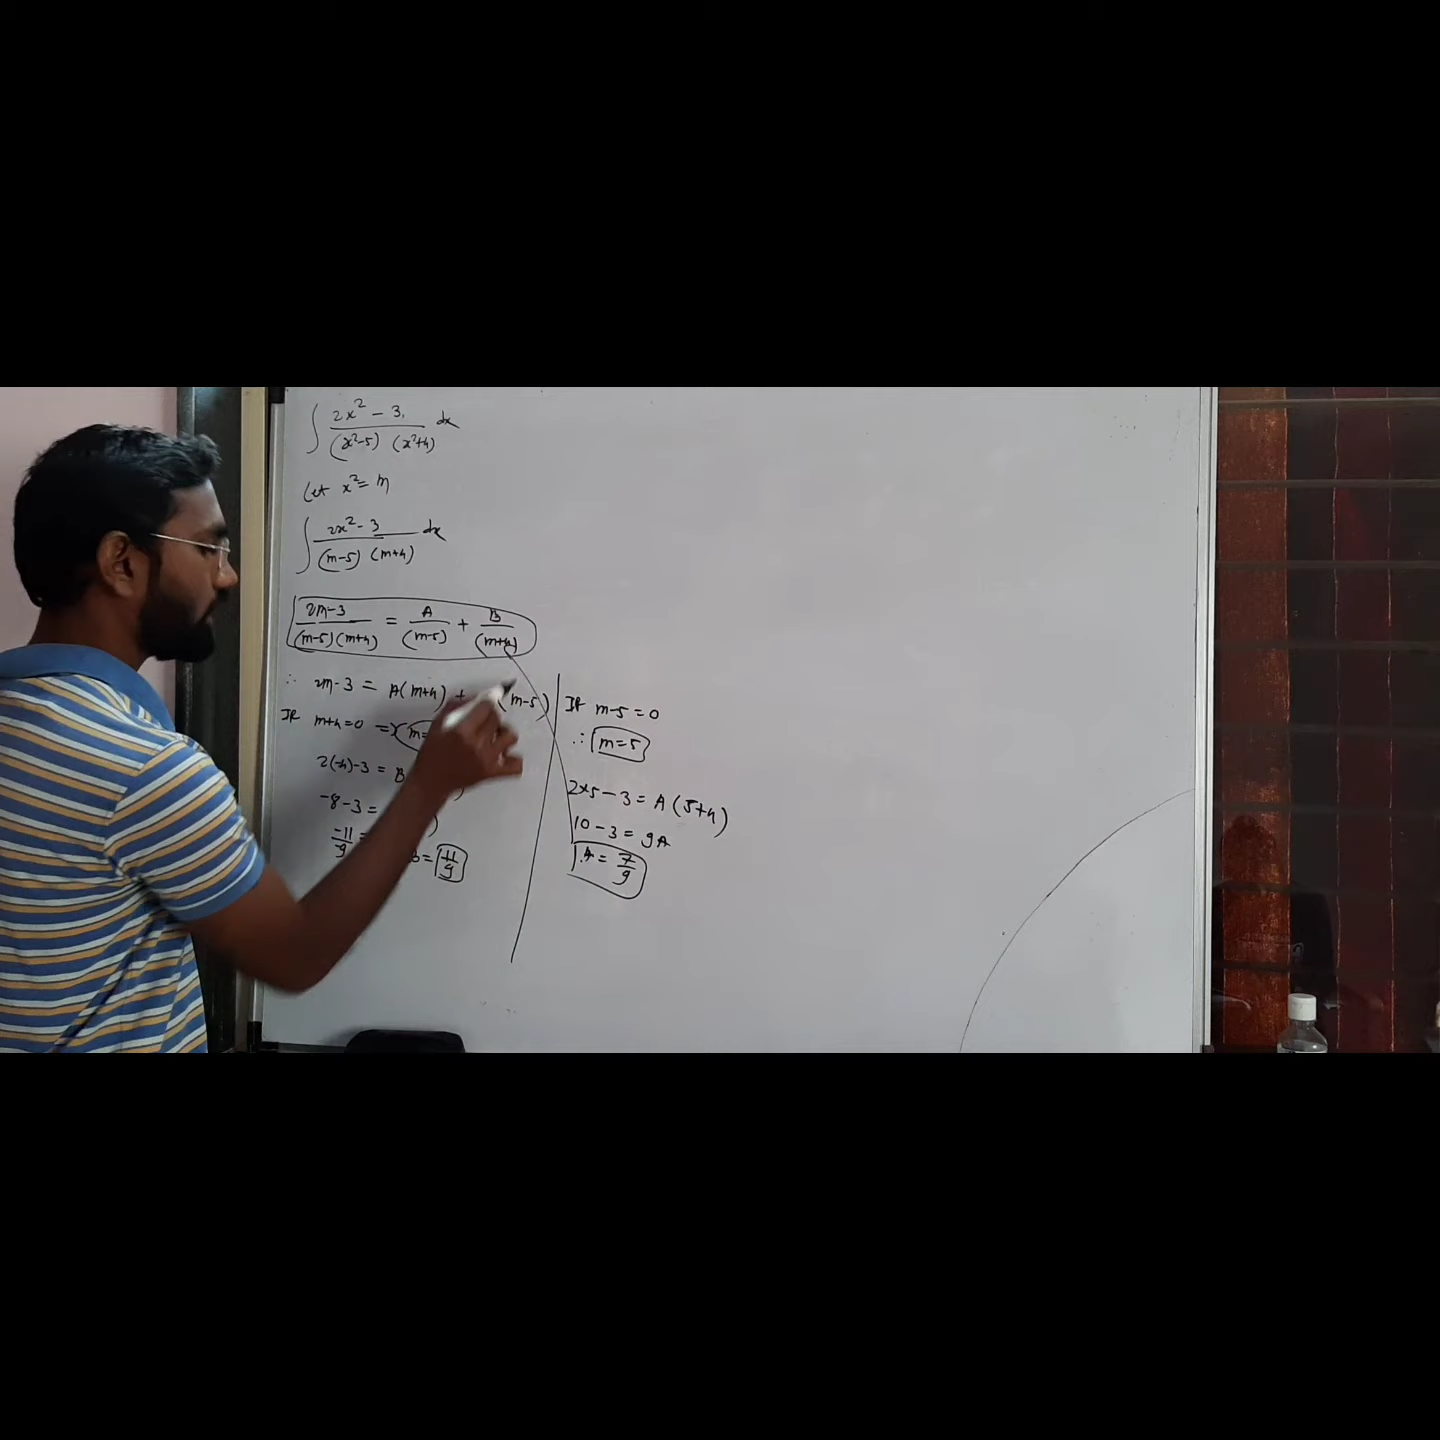 ∫ 2x² - 3 / (x²-5) (x²+4) dx
Let x² = m
∫ 2x² - 3 / (m-5) (m+4) dx
2m-3 / (m-5)(m+4) = A / (m-5) + B / (m+4)
∴ 2m-3 = A(m+4) + (m-5)
If m+4=0 => (m=
2(-4)-3 = B
-8-3 =
-11/9 =
= 11/9
If m-5=0
∴ m=5
2×5-3 = A(5+4)
10-3 = 9A
A = 7/9